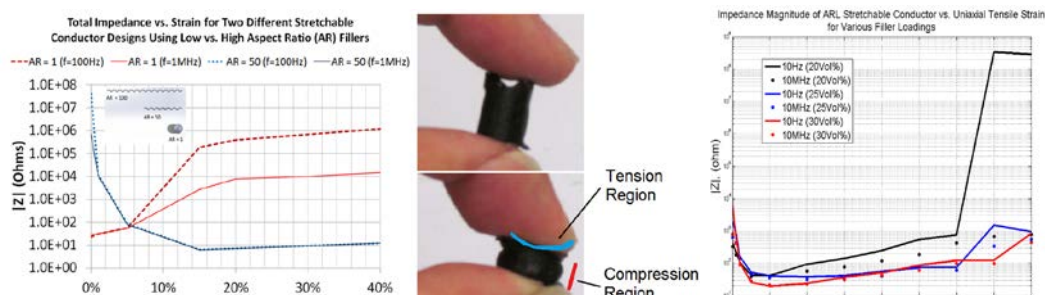 Total Impedance vs. Strain for Two Different Stretchable
Conductor Designs Using Low vs. High Aspect Ratio (AR) Fillers
AR = 1 (f=100Hz) AR = 1 (f=1MHz) AR = 50 (f=100Hz) AR = 50 (f=1MHz)
1.0E+08
1.0E+07
1.0E+06
1.0E+05
1.0E+04
1.0E+03
1.0E+02
1.0E+01
1.0E+00
|Z| (Ohms)
AR = 100
AR = 50
AR = 1
0% 10% 20% 30% 40%
Tension
Region
Compression
Region
Impedance Magnitude of ARL Stretchable Conductor vs. Uniaxial Tensile Strain
for Various Filler Loadings
|Z|, (ohm)
10Hz (20Vol%)
10MHz (20Vol%)
10Hz (25Vol%)
10MHz (25Vol%)
10Hz (30Vol%)
10MHz (30Vol%)